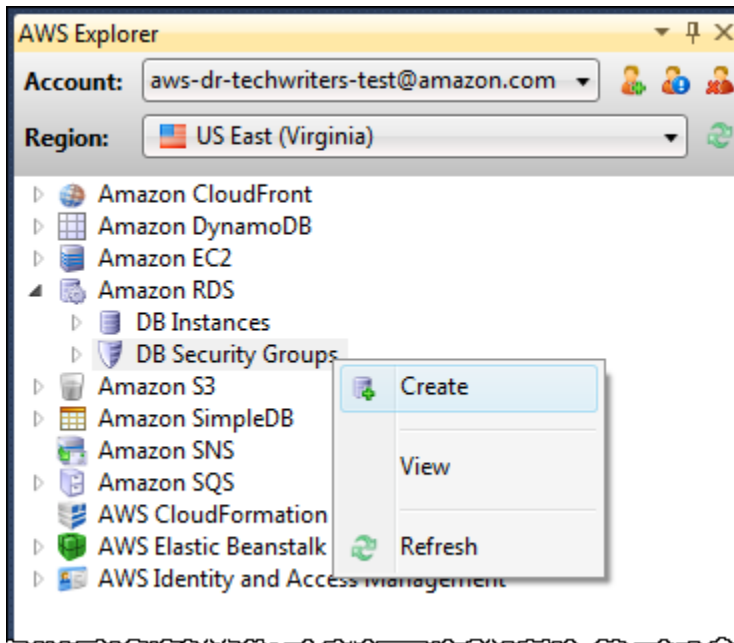 AWS Explorer
Account: aws-dr-techwriters-test@amazon.com
Region: US East (Virginia)
Amazon CloudFront
Amazon DynamoDB
Amazon EC2
Amazon RDS
DB Instances
DB Security Groups
Create
View
Refresh
Amazon S3
Amazon SimpleDB
Amazon SNS
Amazon SQS
AWS CloudFormation
AWS Elastic Beanstalk
AWS Identity and Access Management